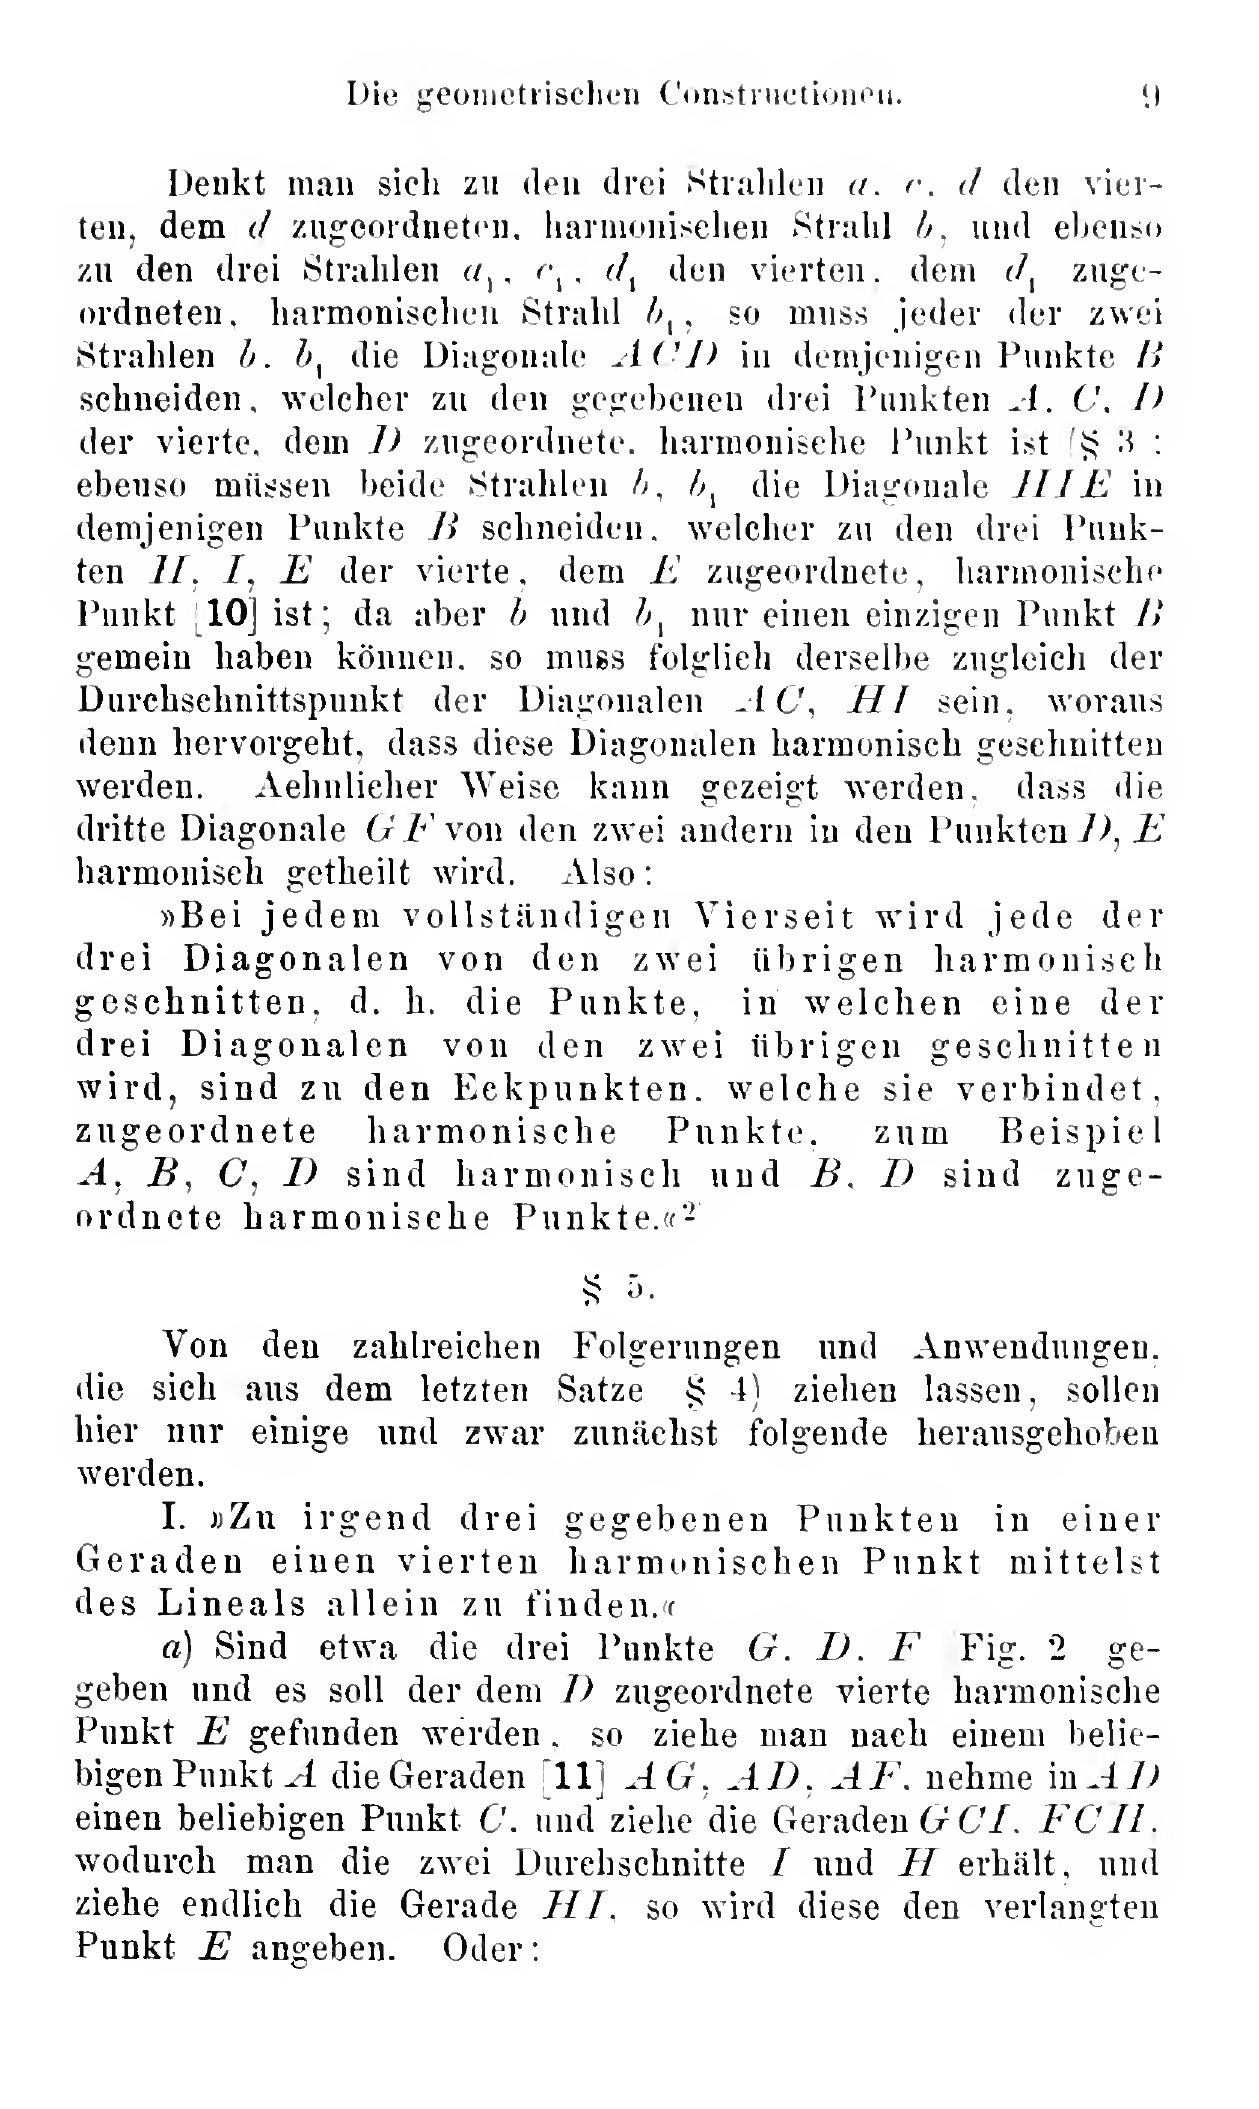 Die geometrischen Constructionen. 9
Denkt man sich zu den drei Strahlen a, c, d den vier-
ten, dem d zugeordneten, harmonischen Strahl b, und ebenso
zu den drei Strahlen a₁, c₁, d₁ den vierten, dem d₁ zuge-
ordneten, harmonischen Strahl b₁, so muss jeder der zwei
Strahlen b, b₁ die Diagonale ACD in demjenigen Punkte B
schneiden, welcher zu den gegebenen drei Punkten A, C, D
der vierte, dem D zugeordnete, harmonische Punkt ist (§ 3);
ebenso müssen beide Strahlen b, b₁ die Diagonale HIE in
demjenigen Punkte B schneiden, welcher zu den drei Punk-
ten H, I, E der vierte, dem E zugeordnete, harmonische
Punkt [10] ist; da aber b und b₁ nur einen einzigen Punkt B
gemein haben können, so muss folglich derselbe zugleich der
Durchschnittspunkt der Diagonalen AC, HI sein, woraus
denn hervorgeht, dass diese Diagonalen harmonisch geschnitten
werden. Aehnlicher Weise kann gezeigt werden, dass die
dritte Diagonale GF von den zwei andern in den Punkten D, E
harmonisch getheilt wird. Also:
»Bei jedem vollständigen Vierseit wird jede der
drei Diagonalen von den zwei übrigen harmonisch
geschnitten, d. h. die Punkte, in welchen eine der
drei Diagonalen von den zwei übrigen geschnitten
wird, sind zu den Eckpunkten, welche sie verbindet,
zugeordnete harmonische Punkte, zum Beispiel
A, B, C, D sind harmonisch und B, D sind zuge-
ordnete harmonische Punkte.«²
§ 5.
Von den zahlreichen Folgerungen und Anwendungen,
die sich aus dem letzten Satze (§ 4) ziehen lassen, sollen
hier nur einige und zwar zunächst folgende herausgehoben
werden.
I. »Zu irgend drei gegebenen Punkten in einer
Geraden einen vierten harmonischen Punkt mittelst
des Lineals allein zu finden.«
a) Sind etwa die drei Punkte G, D, F Fig. 2 ge-
geben und es soll der dem D zugeordnete vierte harmonische
Punkt E gefunden werden, so ziehe man nach einem belie-
bigen Punkt A die Geraden [11] AG, AD, AF, nehme in AD
einen beliebigen Punkt C, und ziehe die Geraden GCI, FCH,
wodurch man die zwei Durchschnitte I und H erhält, und
ziehe endlich die Gerade HI, so wird diese den verlangten
Punkt E angeben. Oder: